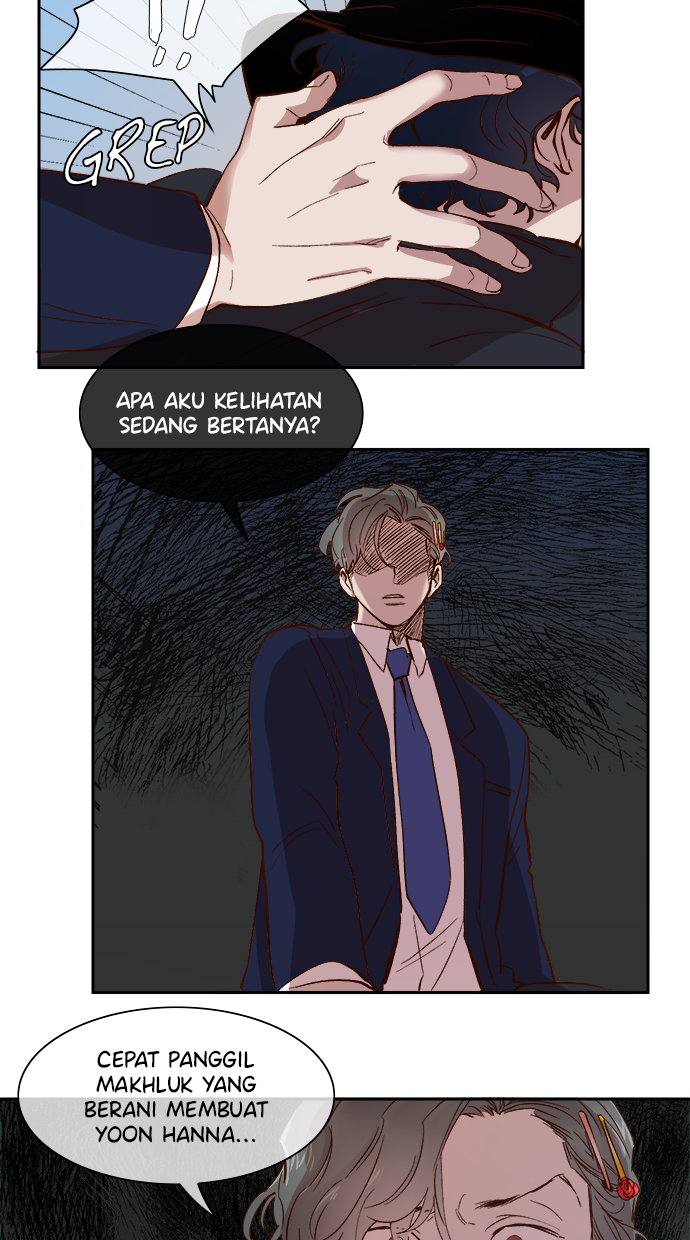 GREP
APA AKU KELIHATAN
SEDANG BERTANYA?
CEPAT PANGGIL
MAKHLUK YANG
BERANI MEMBUAT
YOON HANNA...